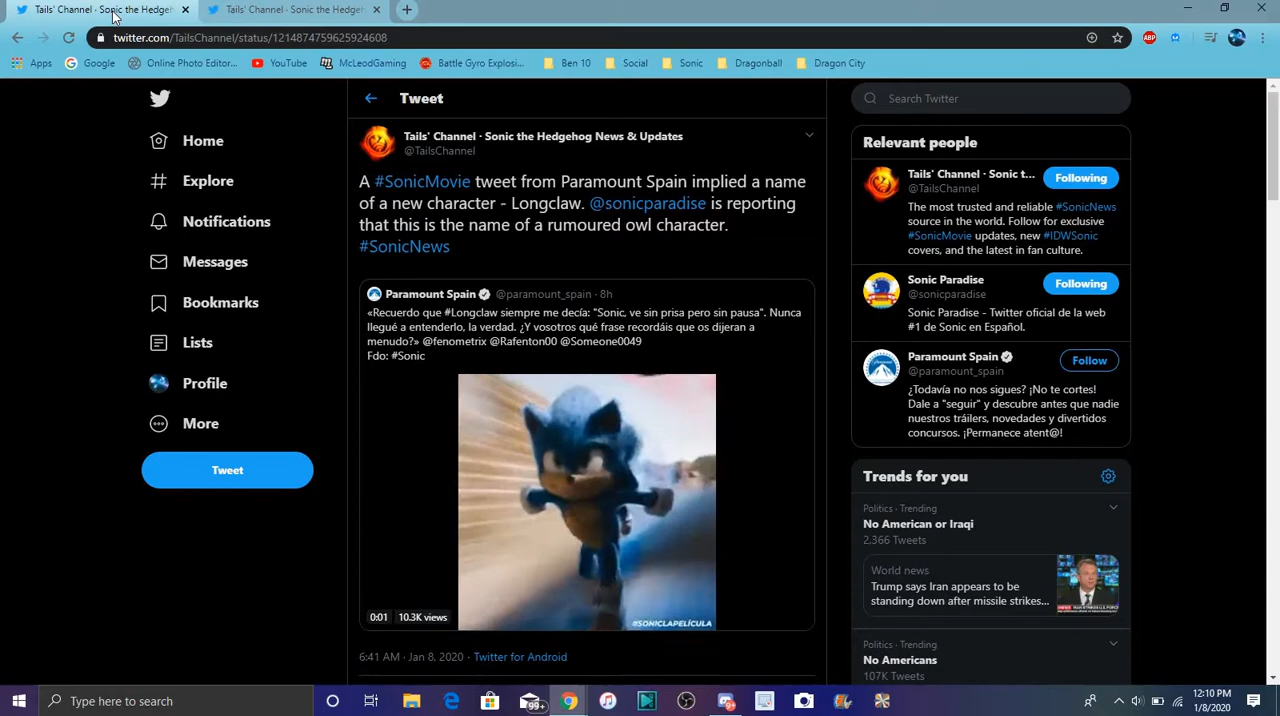 Tails' Channel · Sonic the Hedgeh
Tails' Channel · Sonic the Hedgeh
twitter.com/TailsChannel/status/1214874759625924608
ABP
Apps
Google
Online Photo Editor...
YouTube
McLeodGaming
Battle Gyro Explosi...
Ben 10
Social
Sonic
Dragonball
Dragon City
Home
Explore
Notifications
Messages
Bookmarks
Lists
Profile
More
Tweet
Tweet
Tails' Channel · Sonic the Hedgehog News & Updates
@TailsChannel
A #SonicMovie tweet from Paramount Spain implied a name
of a new character - Longclaw. @sonicparadise is reporting
that this is the name of a rumoured owl character.
#SonicNews
Paramount Spain @paramount_spain · 8h
«Recuerdo que #Longclaw siempre me decía: "Sonic, ve sin prisa pero sin pausa". Nunca
llegué a entenderlo, la verdad. ¿Y vosotros qué frase recordáis que os dijeran a
menudo?» @fenometrix @Rafenton00 @Someone0049
Fdo: #Sonic
0:01
10.3K views
@SONICLAPELÍCULA
6:41 AM · Jan 8, 2020 · Twitter for Android
Search Twitter
Relevant people
Tails' Channel · Sonic t...
@TailsChannel
Following
The most trusted and reliable #SonicNews
source in the world. Follow for exclusive
#SonicMovie updates, new #IDWSonic
covers, and the latest in fan culture.
Sonic Paradise
@sonicparadise
Following
Sonic Paradise - Twitter oficial de la web
#1 de Sonic en Español.
Paramount Spain
@paramount_spain
Follow
¿Todavía no nos sigues? ¡No te cortes!
Dale a "seguir" y descubre antes que nadie
nuestros tráilers, novedades y divertidos
concursos. ¡Permanece atent@!
Trends for you
Politics · Trending
No American or Iraqi
2,366 Tweets
World news
Trump says Iran appears to be
standing down after missile strikes...
Politics · Trending
No Americans
107K Tweets
Type here to search
99+
12:10 PM
1/8/2020